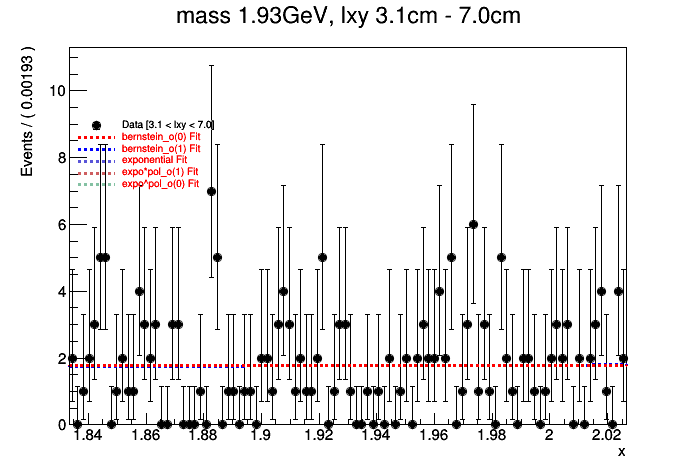 mass 1.93GeV, lxy 3.1cm - 7.0cm
Events / ( 0.00193 )
10
8
6
4
2
0
Data [3.1 < lxy < 7.0]
bernstein_o(0) Fit
bernstein_o(1) Fit
exponential Fit
expo*pol_o(1) Fit
expo^pol_o(0) Fit
1.84 1.86 1.88 1.9 1.92 1.94 1.96 1.98 2 2.02
x